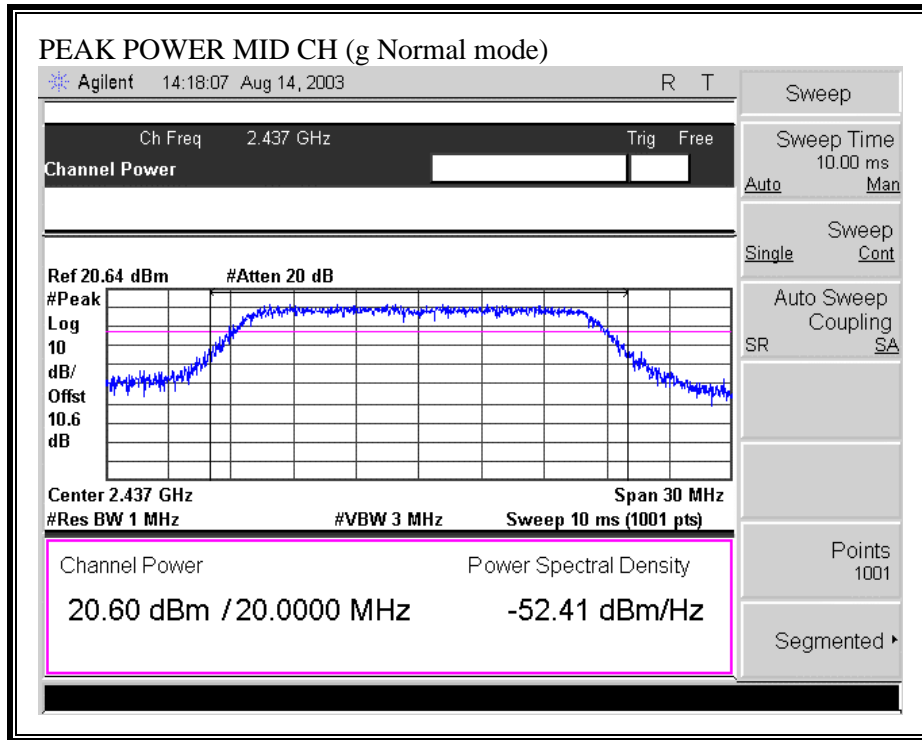 PEAK POWER MID CH (g Normal mode)
Agilent 14:18:07 Aug 14, 2003 R T
Ch Freq 2.437 GHz Trig Free
Channel Power
Ref 20.64 dBm #Atten 20 dB
#Peak
Log
10
dB/
Offst
10.6
dB
Center 2.437 GHz Span 30 MHz
#Res BW 1 MHz #VBW 3 MHz Sweep 10 ms (1001 pts)
Channel Power Power Spectral Density
20.60 dBm / 20.0000 MHz -52.41 dBm/Hz
Sweep
Sweep Time
10.00 ms
Auto Man
Sweep
Single Cont
Auto Sweep
Coupling
SR SA
Points
1001
Segmented